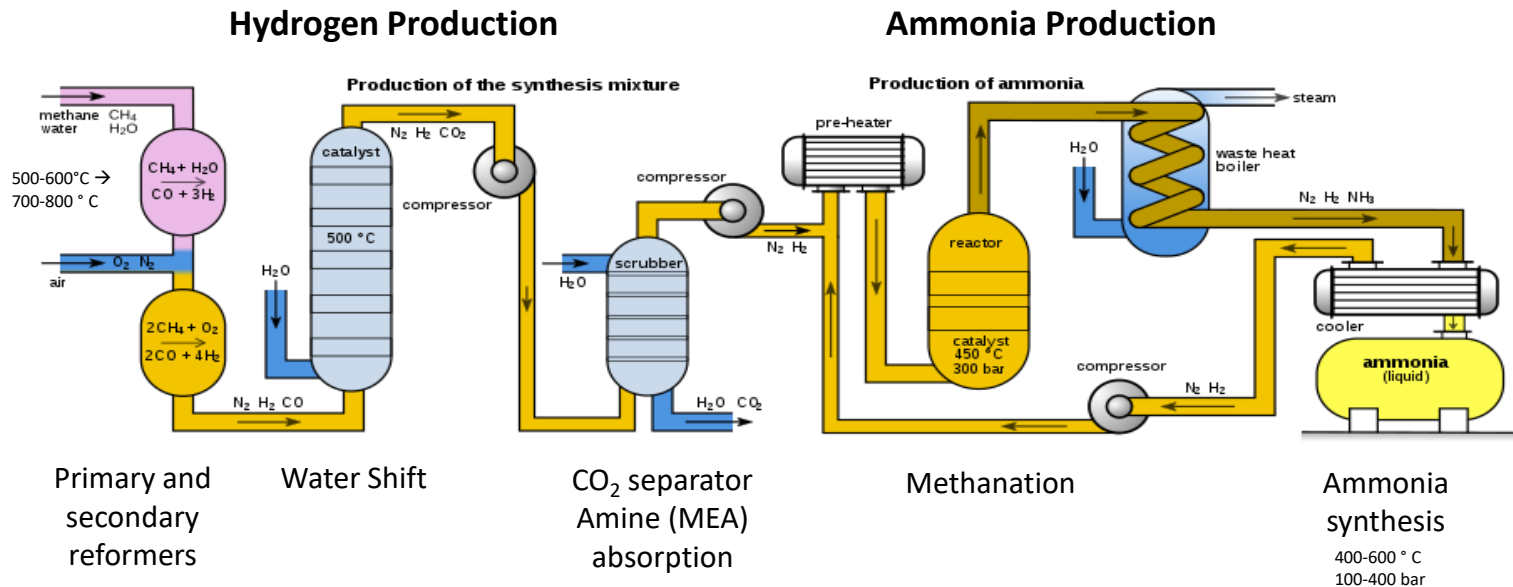 Hydrogen Production
Ammonia Production
Production of the synthesis mixture
Production of ammonia
methane CH₄
water H₂O
500-600°C →
700-800 ° C
CH₄ + H₂O
CO + 3H₂
O₂ N₂
air
2CH₄ + O₂
2CO + 4H₂
N₂ H₂ CO
H₂O
catalyst
500 °C
N₂ H₂ CO₂
compressor
H₂O
scrubber
H₂O CO₂
compressor
N₂ H₂
pre-heater
reactor
catalyst
450 °C
300 bar
steam
H₂O
waste heat
boiler
N₂ H₂ NH₃
cooler
ammonia
(liquid)
N₂ H₂
compressor
Primary and
secondary
reformers
Water Shift
CO₂ separator
Amine (MEA)
absorption
Methanation
Ammonia
synthesis
400-600 ° C
100-400 bar